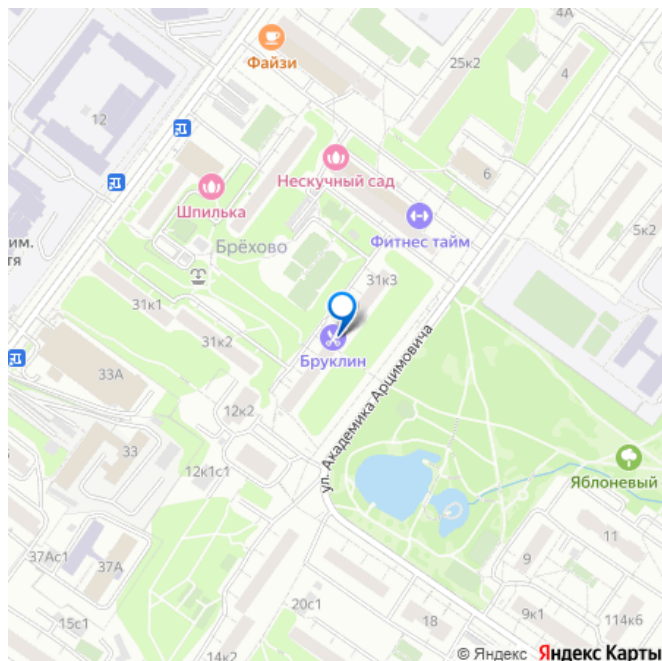 4А
Файзи
25к2
4
12
6
Нескучный сад
Шпилька
Фитнес тайм
5к2
им.
тя
Брёхово
31к3
31к1
31к2
Бруклин
33А
ул. Академика Арцимовича
12к2
33
12к1с1
Яблоневый
37Ас1
37А
11
9
20с1
15с1
18
9к1
114к6
14к2
© Яндекс Яндекс Карты